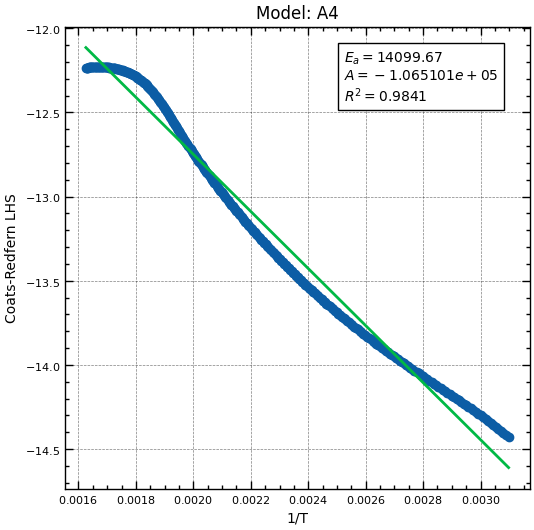 Model: A4
Eₐ = 14099.67
A = −1.065101e + 05
R² = 0.9841
Coats-Redfern LHS
−12.0
−12.5
−13.0
−13.5
−14.0
−14.5
0.0016 0.0018 0.0020 0.0022 0.0024 0.0026 0.0028 0.0030
1/T